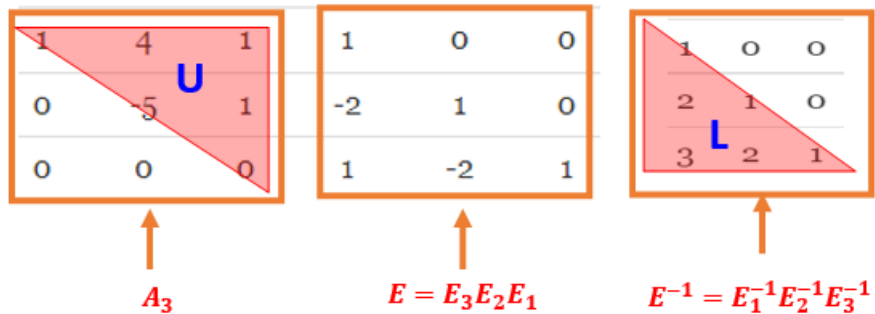 1 4 1 1 0 0 1 0 0
U
0 -5 1 -2 1 0 2 1 0
L
0 0 0 1 -2 1 3 2 1
A₃ E = E₃E₂E₁ E⁻¹ = E₁⁻¹E₂⁻¹E₃⁻¹